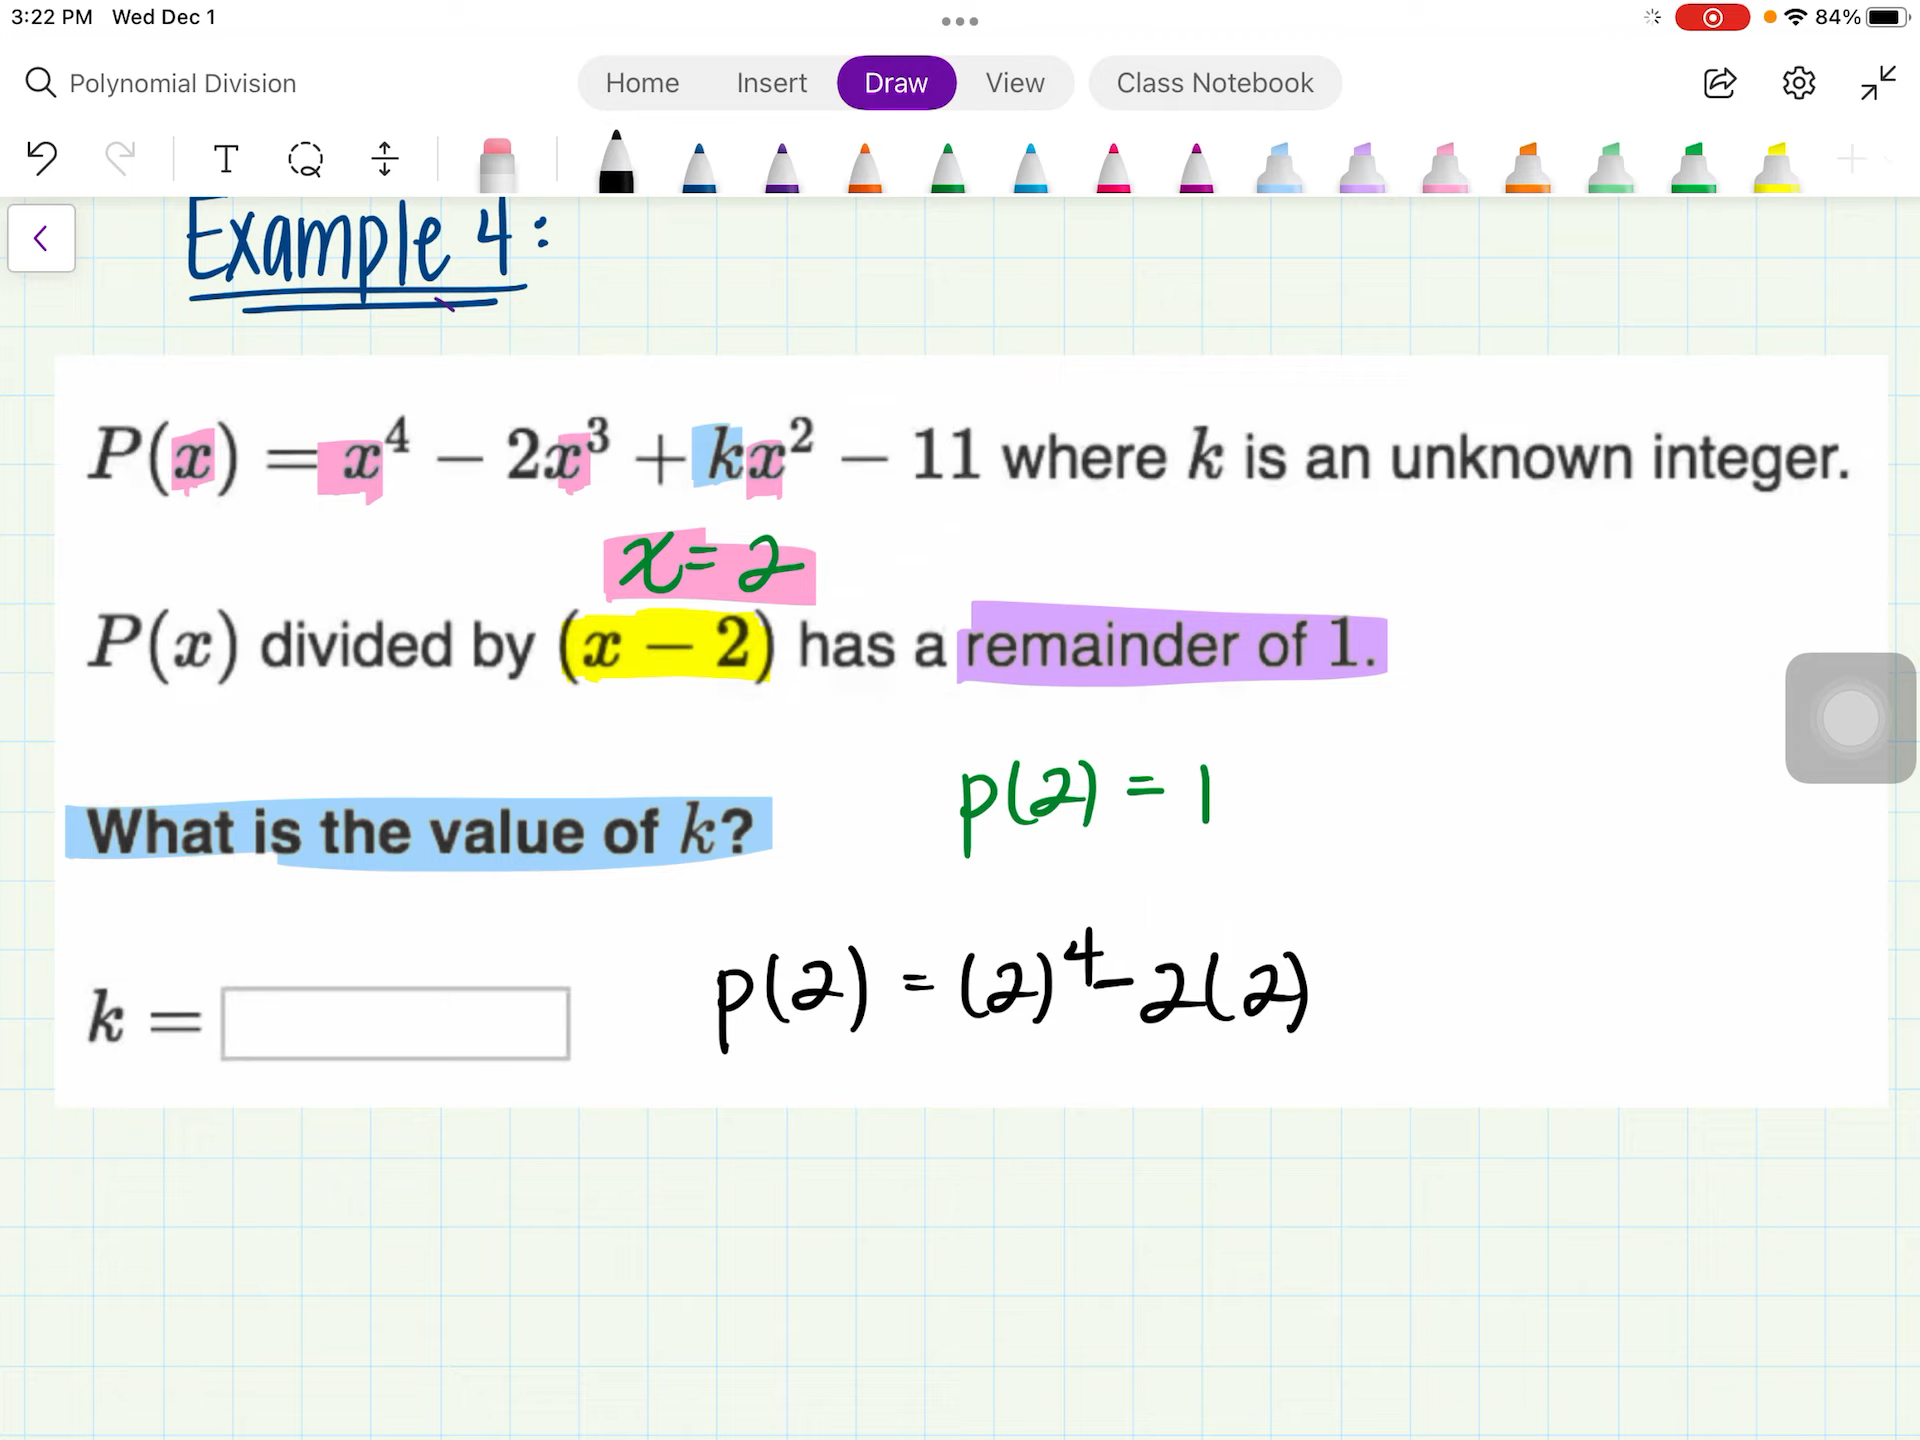 3:22 PM Wed Dec 1
84%
Polynomial Division
Home Insert Draw View Class Notebook
T
Example 4:
P(x) = x⁴ − 2x³ + kx² − 11 where k is an unknown integer.
x = 2
P(x) divided by (x − 2) has a remainder of 1.
p(2) = 1
What is the value of k?
p(2) = (2)⁴ − 2(2)
k =